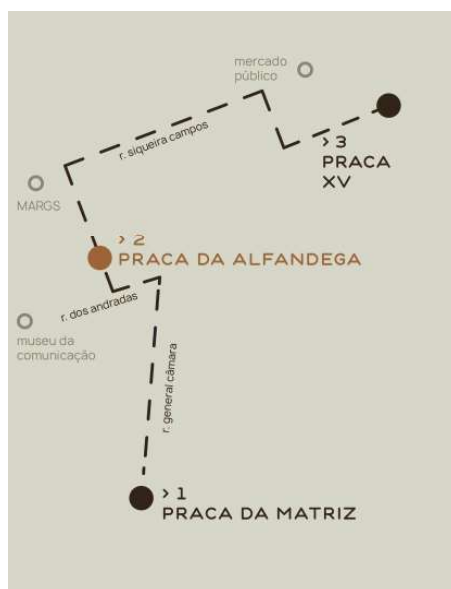 mercado
público
r. siqueira campos
> 3
PRACA
XV
MARGS
> 2
PRACA DA ALFANDEGA
r. dos andradas
museu da
comunicação
r. general câmara
> 1
PRACA DA MATRIZ